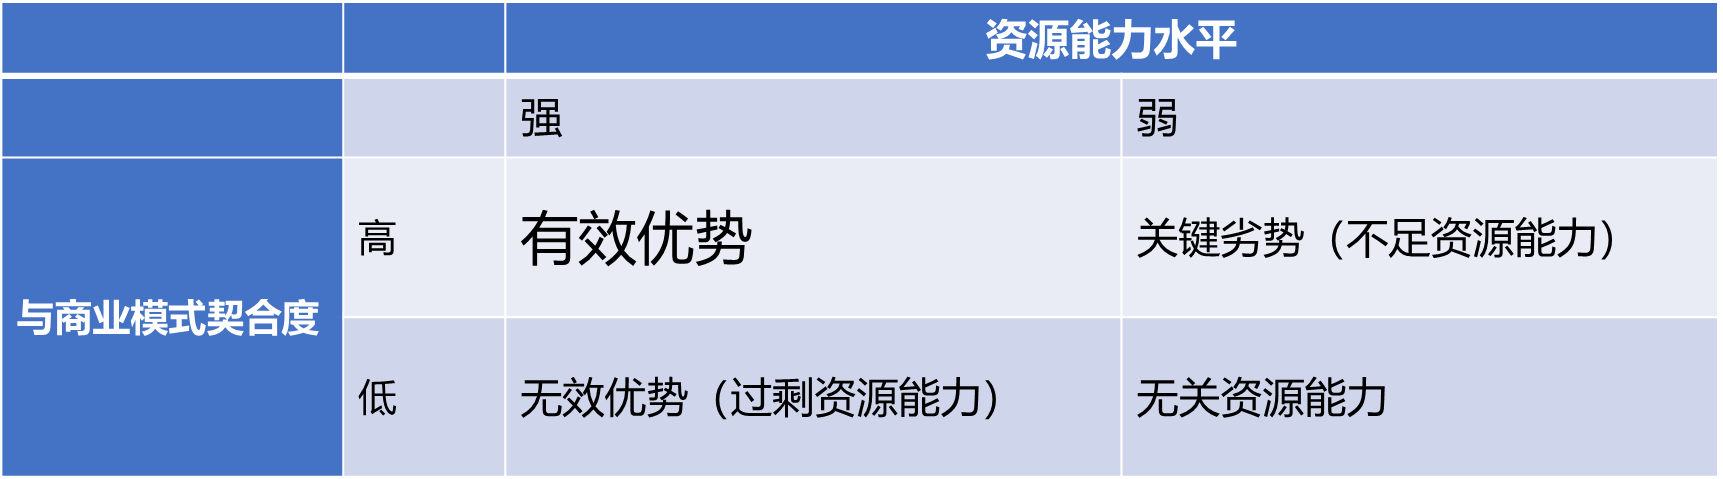 资源能力水平
强
弱
与商业模式契合度
高
有效优势
关键劣势（不足资源能力）
低
无效优势（过剩资源能力）
无关资源能力